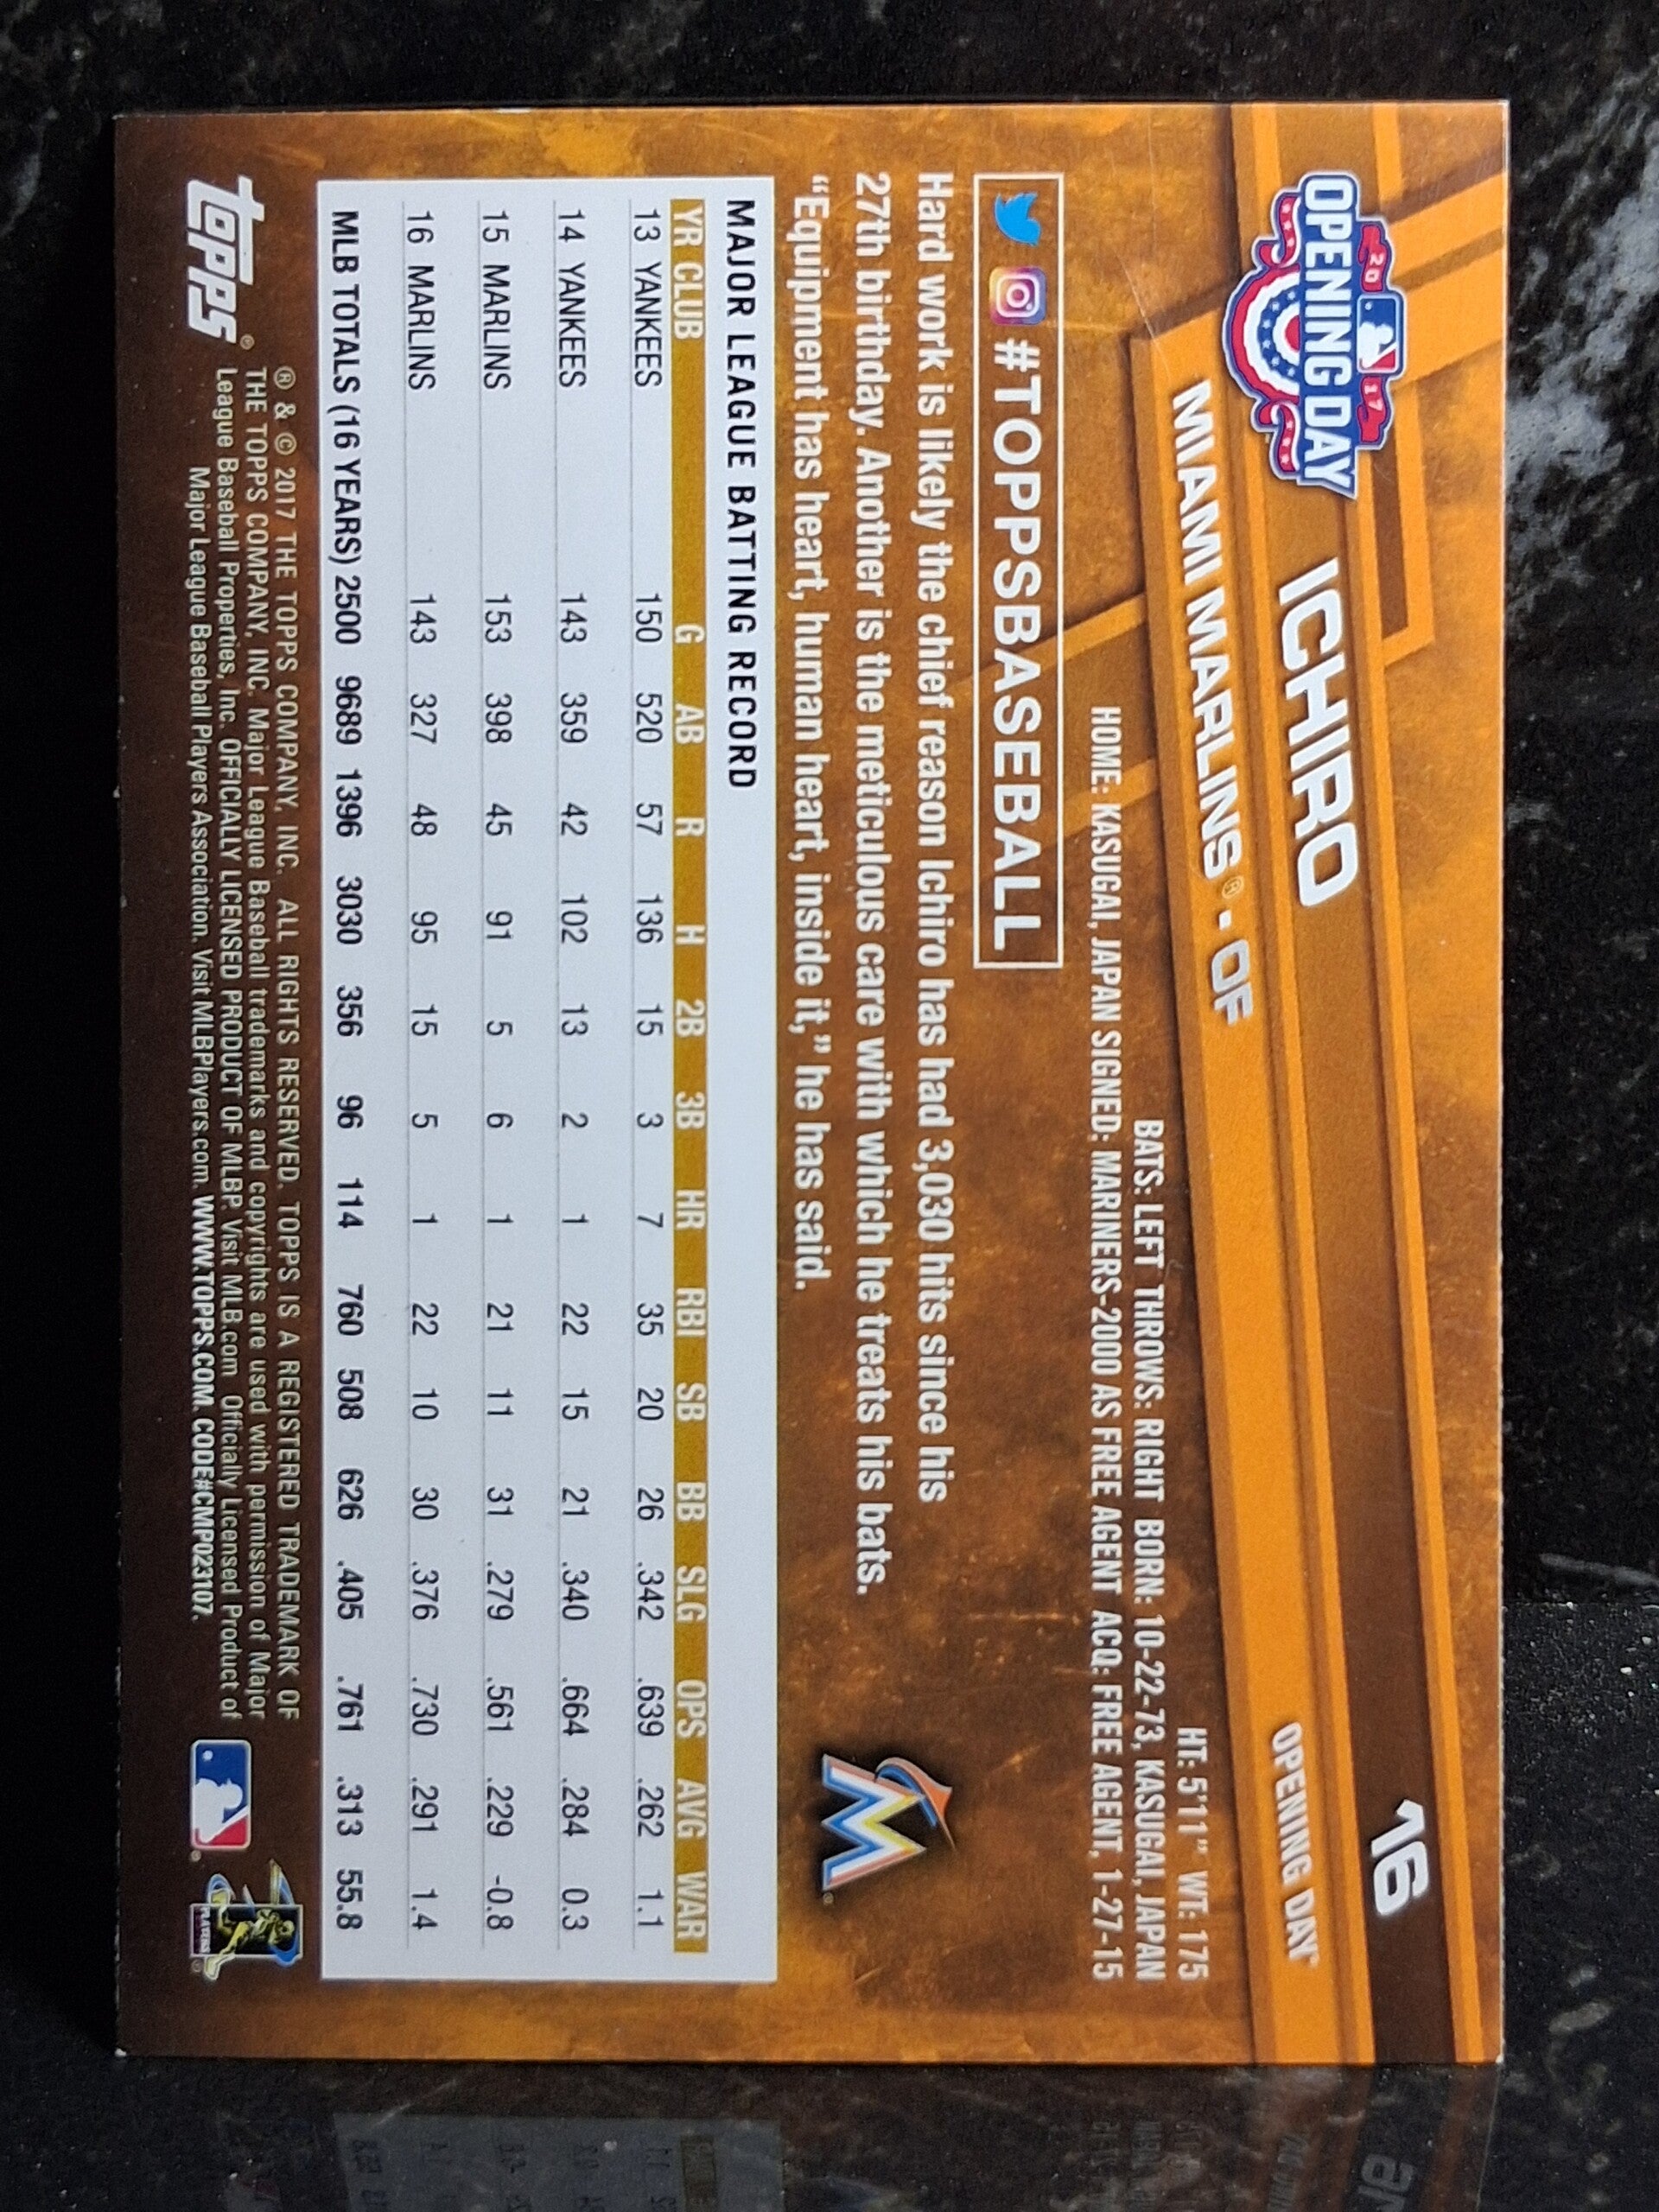 16
20 17
OPENING DAY
ICHIRO
OPENING DAY
MIAMI MARLINS® • OF
HT: 5'11" WT: 175
BATS: LEFT THROWS: RIGHT BORN: 10-22-73, KASUGAI, JAPAN
HOME: KASUGAI, JAPAN SIGNED: MARINERS-2000 AS FREE AGENT ACQ: FREE AGENT, 1-27-15
#TOPPSBASEBALL
Hard work is likely the chief reason Ichiro has had 3,030 hits since his
27th birthday. Another is the meticulous care with which he treats his bats.
“Equipment has heart, human heart, inside it,” he has said.
MAJOR LEAGUE BATTING RECORD
YR CLUB G AB R H 2B 3B HR RBI SB BB SLG OPS AVG WAR
13 YANKEES 150 520 57 136 15 3 7 35 20 26 .342 .639 .262 1.1
14 YANKEES 143 359 42 102 13 2 1 22 15 21 .340 .664 .284 0.3
15 MARLINS 153 398 45 91 5 6 1 21 11 31 .279 .561 .229 -0.8
16 MARLINS 143 327 48 95 15 5 1 22 10 30 .376 .730 .291 1.4
MLB TOTALS (16 YEARS) 2500 9689 1396 3030 356 96 114 760 508 626 .405 .761 .313 55.8
topps®
® & © 2017 THE TOPPS COMPANY, INC. ALL RIGHTS RESERVED. TOPPS IS A REGISTERED TRADEMARK OF
THE TOPPS COMPANY, INC. Major League Baseball trademarks and copyrights are used with permission of Major
League Baseball Properties, Inc. OFFICIALLY LICENSED PRODUCT OF MLBP. Visit MLB.com Officially Licensed Product of
Major League Baseball Players Association. Visit MLBPlayers.com. WWW.TOPPS.COM. CODE#CMP023107.
PLAYERS